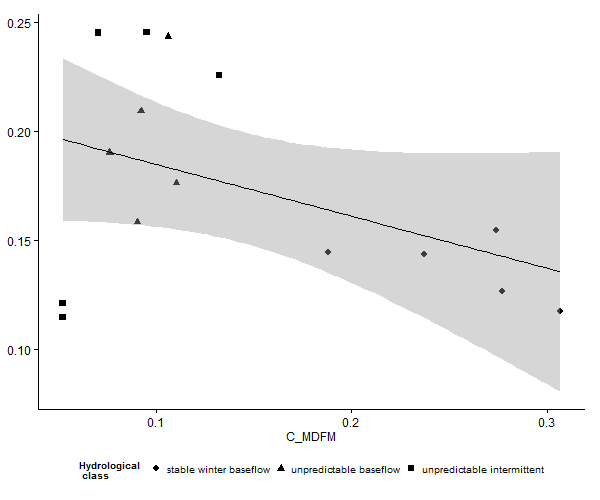 0.25
0.20
0.15
0.10
0.1
0.2
0.3
C_MDFM
Hydrological
class
stable winter baseflow
unpredictable baseflow
unpredictable intermittent